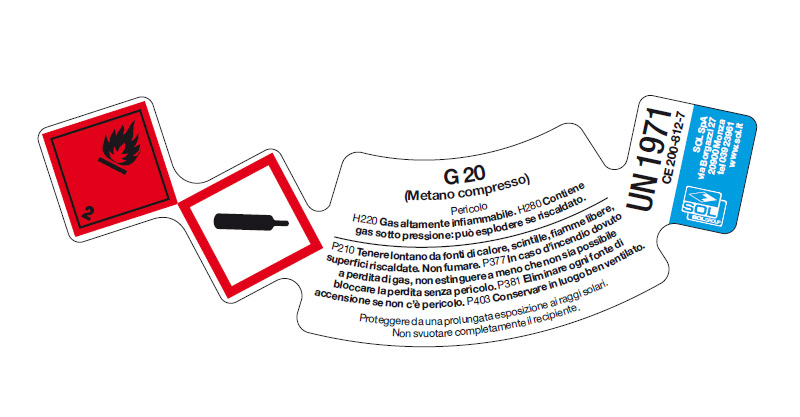 2
G 20
(Metano compresso)
Pericolo
H220 Gas altamente infiammabile. H280 Contiene
gas sotto pressione: può esplodere se riscaldato.
P210 Tenere lontano da fonti di calore, scintille, fiamme libere,
superfici riscaldate. Non fumare. P377 In caso d'incendio dovuto
a perdita di gas, non estinguere a meno che non sia possibile
bloccare la perdita senza pericolo. P381 Eliminare ogni fonte di
accensione se non c'è pericolo. P403 Conservare in luogo ben ventilato.
Proteggere da una prolungata esposizione ai raggi solari.
Non svuotare completamente il recipiente.
UN 1971
CE 200-812-7
SOL SpA
via Borgazzi 27
20900 Monza
tel 039 23961
www.sol.it
SOL
SOLGROUP